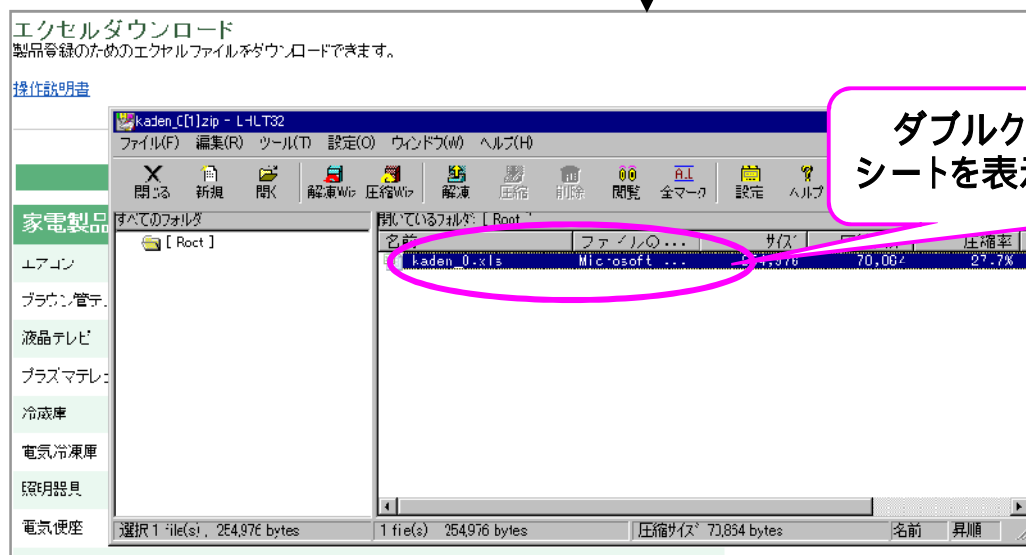 エクセルダウンロード
製品登録のためのエクセルファイルをダウンロードできます。
操作説明書
kaden_0[1]zip - LHUT32
ファイル(F) 編集(R) ツール(T) 設定(O) ウィンドウ(W) ヘルプ(H)
閉じる 新規 開く 解凍Wiz 圧縮Wiz 解凍 圧縮 削除 閲覧 全マーク 設定 ヘルプ
ダブルク
シートを表示
家電製品
すべてのフォルダ
開いているフォルダ: [ Root ]
[ Root ]
名前 ファイルの... サイズ 圧縮率
kaden_0.xls Microsoft ... 27.7%
エアコン
ブラウン管テ
液晶テレビ
プラズマテレ
冷蔵庫
電気冷凍庫
照明器具
電気便座
選択 1 file(s), 254,976 bytes
1 file(s) 254,976 bytes
圧縮サイズ 70,664 bytes
名前
昇順